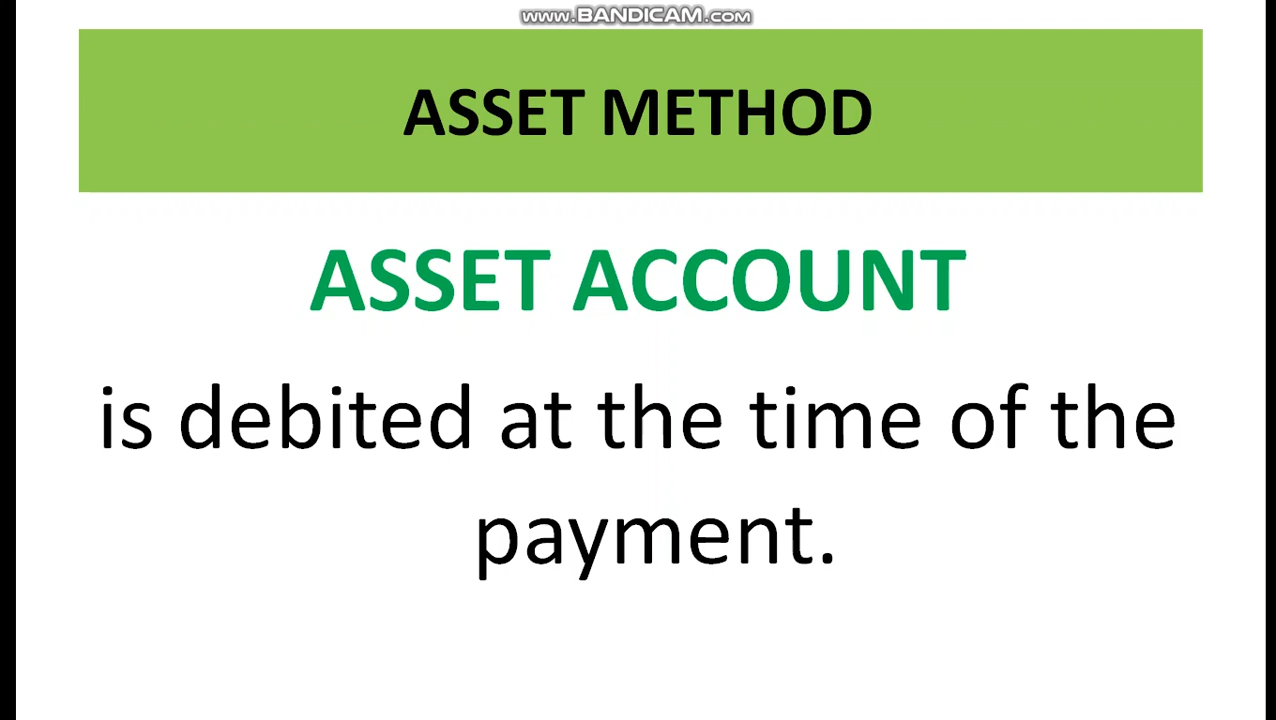 www.BANDICAM.com
ASSET METHOD
ASSET ACCOUNT
is debited at the time of the
payment.